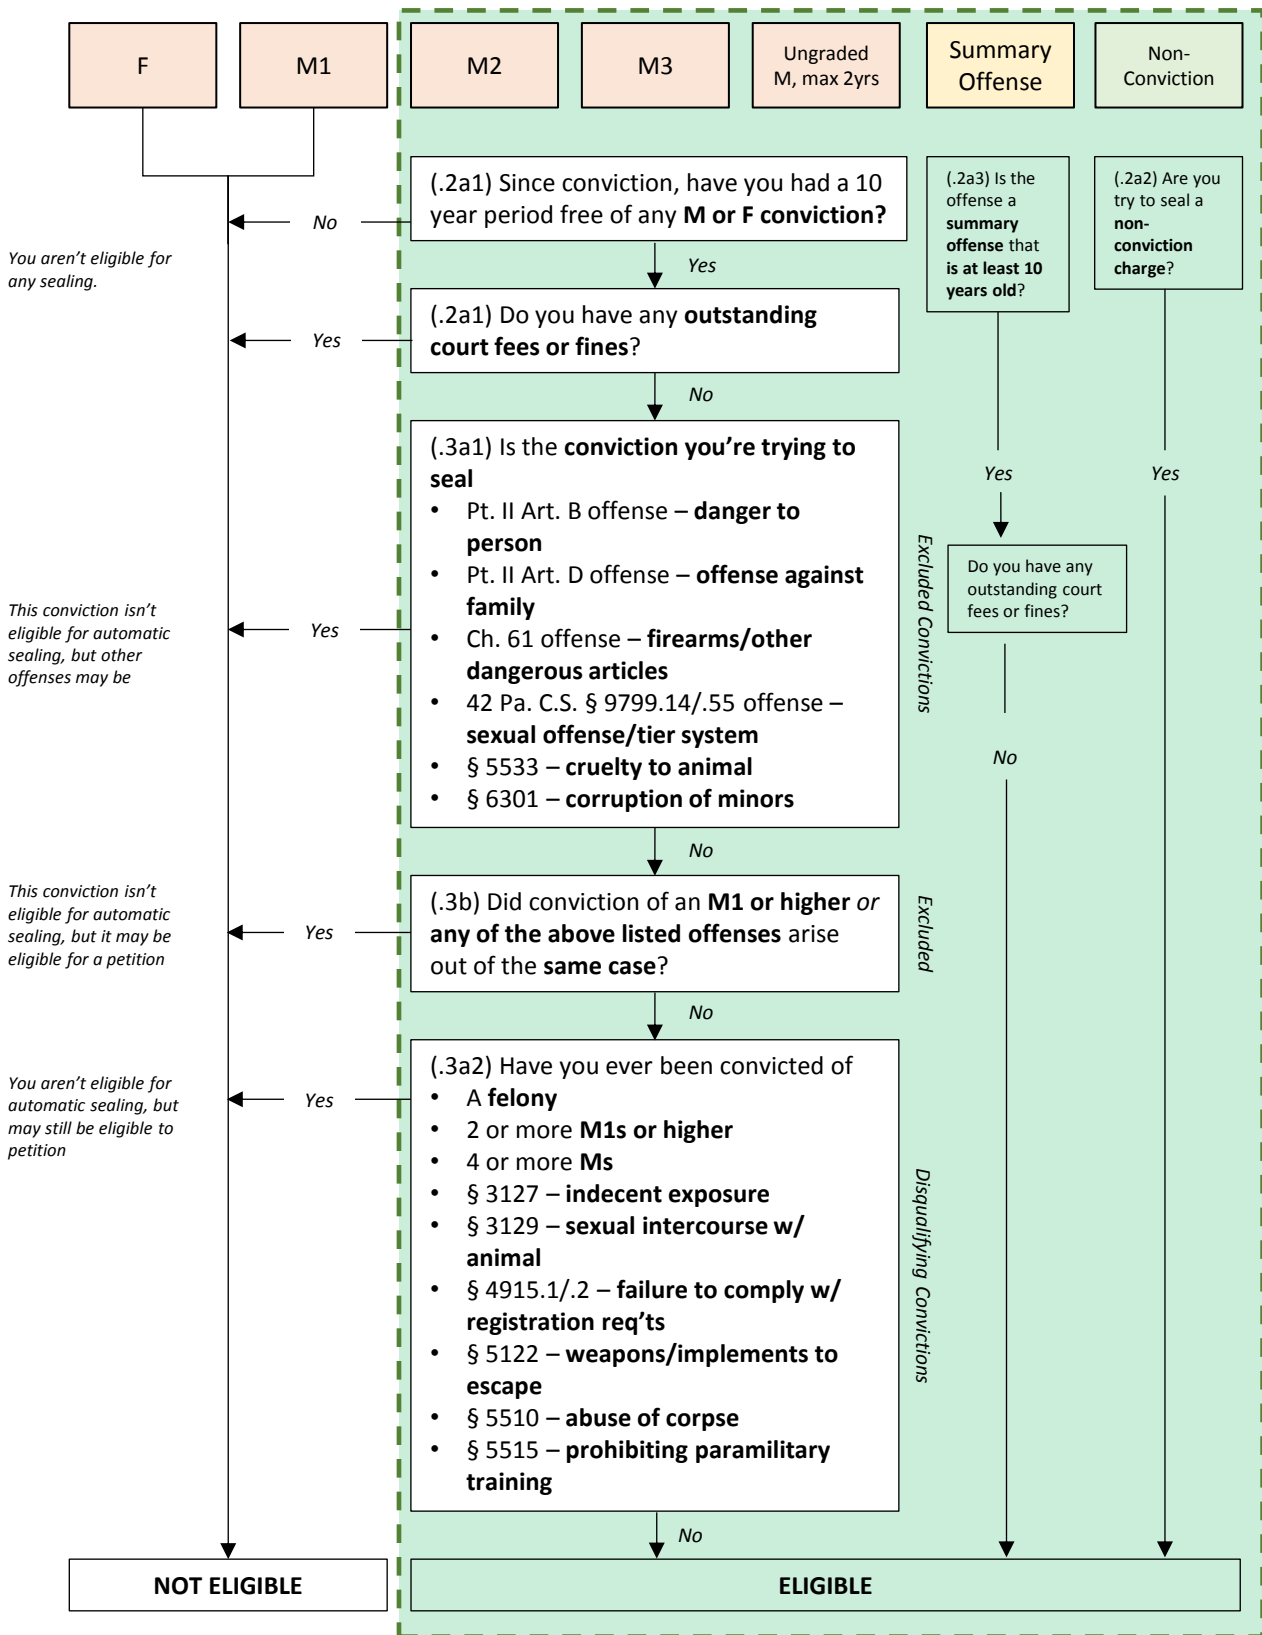 F
M1
M2
M3
Ungraded
M, max 2yrs
Summary
Offense
Non-
Conviction
(.2a1) Since conviction, have you had a 10
year period free of any M or F conviction?
(.2a3) Is the
offense a
summary
offense that
is at least 10
years old?
(.2a2) Are you
try to seal a
non-
conviction
charge?
No
You aren’t eligible for
any sealing.
Yes
(.2a1) Do you have any outstanding
court fees or fines?
Yes
No
(.3a1) Is the conviction you’re trying to
seal
• Pt. II Art. B offense – danger to
person
• Pt. II Art. D offense – offense against
family
• Ch. 61 offense – firearms/other
dangerous articles
• 42 Pa. C.S. § 9799.14/.55 offense –
sexual offense/tier system
• § 5533 – cruelty to animal
• § 6301 – corruption of minors
Yes
This conviction isn’t
eligible for automatic
sealing, but other
offenses may be
Excluded Convictions
Yes
Yes
Do you have any
outstanding court
fees or fines?
No
No
(.3b) Did conviction of an M1 or higher or
any of the above listed offenses arise
out of the same case?
Yes
This conviction isn’t
eligible for automatic
sealing, but it may be
eligible for a petition
Excluded
No
(.3a2) Have you ever been convicted of
• A felony
• 2 or more M1s or higher
• 4 or more Ms
• § 3127 – indecent exposure
• § 3129 – sexual intercourse w/
animal
• § 4915.1/.2 – failure to comply w/
registration req’ts
• § 5122 – weapons/implements to
escape
• § 5510 – abuse of corpse
• § 5515 – prohibiting paramilitary
training
Yes
You aren’t eligible for
automatic sealing, but
may still be eligible to
petition
Disqualifying Convictions
No
NOT ELIGIBLE
ELIGIBLE